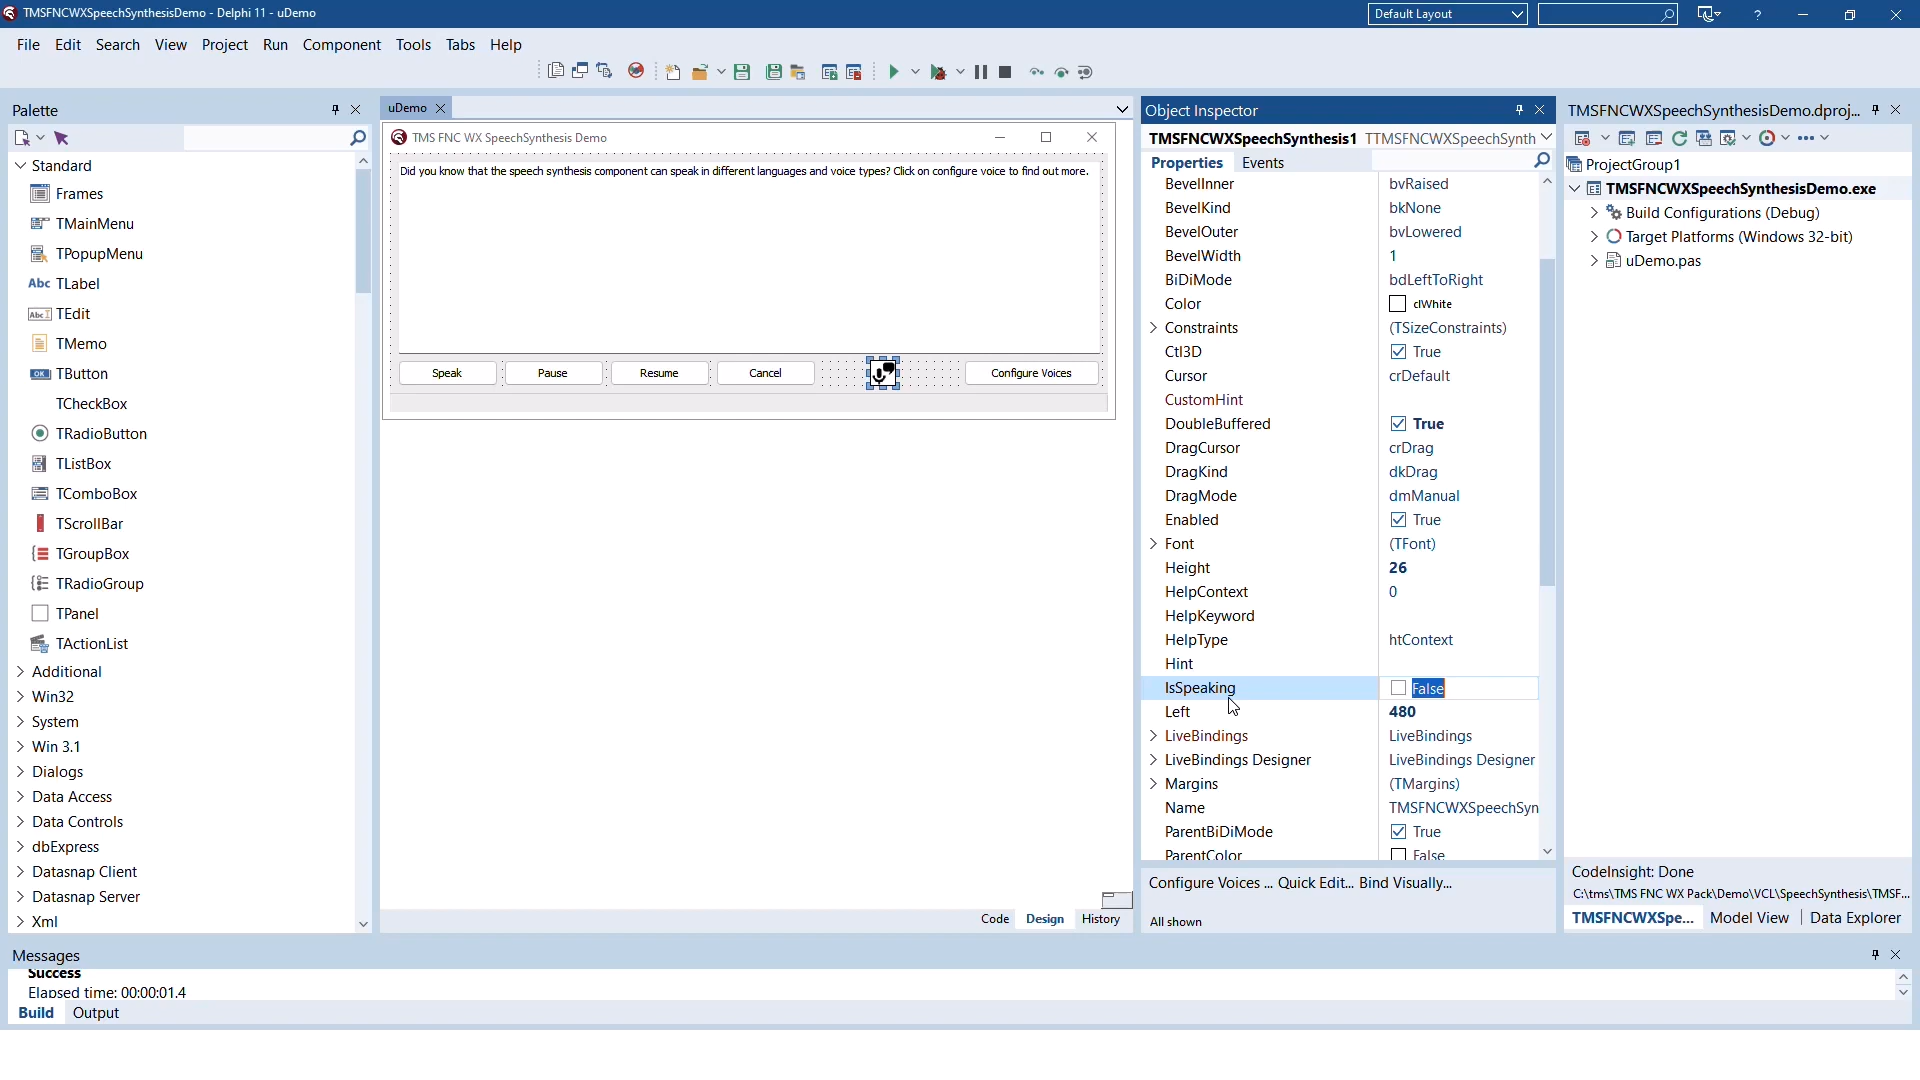 TMSFNCWXSpeechSynthesisDemo - Delphi 11 - uDemo
Default Layout
?
File Edit Search View Project Run Component Tools Tabs Help
Palette
Standard
Frames
TMainMenu
TPopupMenu
Abc TLabel
TEdit
TMemo
OK TButton
TCheckBox
TRadioButton
TListBox
TComboBox
TScrollBar
TGroupBox
TRadioGroup
TPanel
TActionList
Additional
Win32
System
Win 3.1
Dialogs
Data Access
Data Controls
dbExpress
Datasnap Client
Datasnap Server
Xml
uDemo
TMS FNC WX SpeechSynthesis Demo
Did you know that the speech synthesis component can speak in different languages and voice types? Click on configure voice to find out more.
Speak Pause Resume Cancel Configure Voices
Code Design History
Object Inspector
TMSFNCWXSpeechSynthesis1 TTMSFNCWXSpeechSynth
Properties Events
BevelInner bvRaised
BevelKind bkNone
BevelOuter bvLowered
BevelWidth 1
BiDiMode bdLeftToRight
Color clWhite
Constraints (TSizeConstraints)
Ctl3D True
Cursor crDefault
CustomHint
DoubleBuffered True
DragCursor crDrag
DragKind dkDrag
DragMode dmManual
Enabled True
Font (TFont)
Height 26
HelpContext 0
HelpKeyword
HelpType htContext
Hint
IsSpeaking False
Left 480
LiveBindings LiveBindings
LiveBindings Designer LiveBindings Designer
Margins (TMargins)
Name TMSFNCWXSpeechSyn
ParentBiDiMode True
ParentColor False
Configure Voices ... Quick Edit... Bind Visually...
All shown
TMSFNCWXSpeechSynthesisDemo.dproj...
ProjectGroup1
TMSFNCWXSpeechSynthesisDemo.exe
Build Configurations (Debug)
Target Platforms (Windows 32-bit)
uDemo.pas
CodeInsight: Done
C:\tms\TMS FNC WX Pack\Demo\VCL\SpeechSynthesis\TMSF...
TMSFNCWXSpe... Model View Data Explorer
Messages
Success
Elapsed time: 00:00:01.4
Build Output